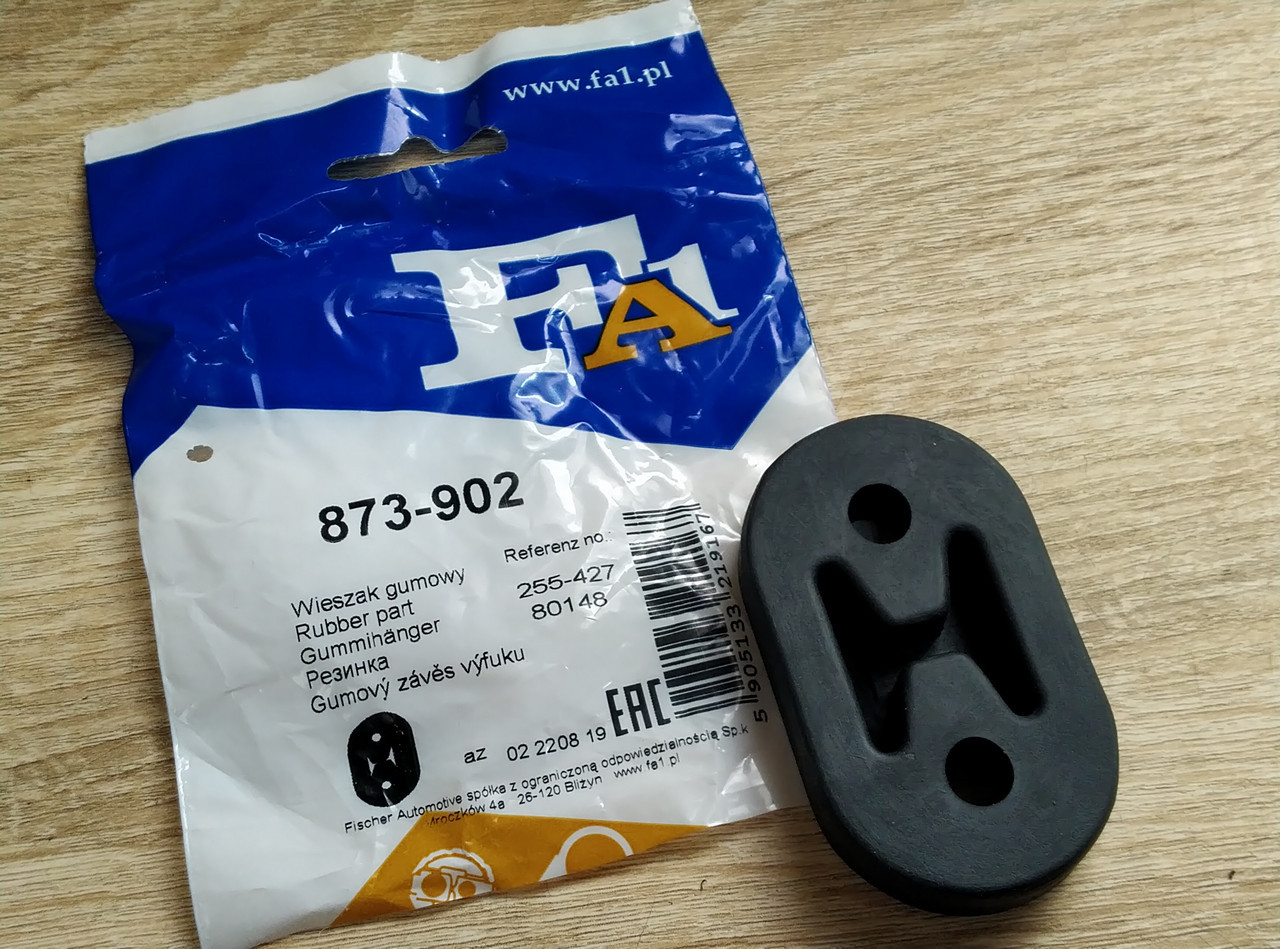 www.fa1.pl
FA1
873-902
Referenz no.:
255-427
80148
Wieszak gumowy
Rubber part
Gummihänger
Резинка
Gumový závěs výfuku
5 905133 219167
EAC
az 02 2208 19
Fischer Automotive spółka z ograniczoną odpowiedzialnością Sp.k
Mroczków 4a 26-120 Bliżyn www.fa1.pl